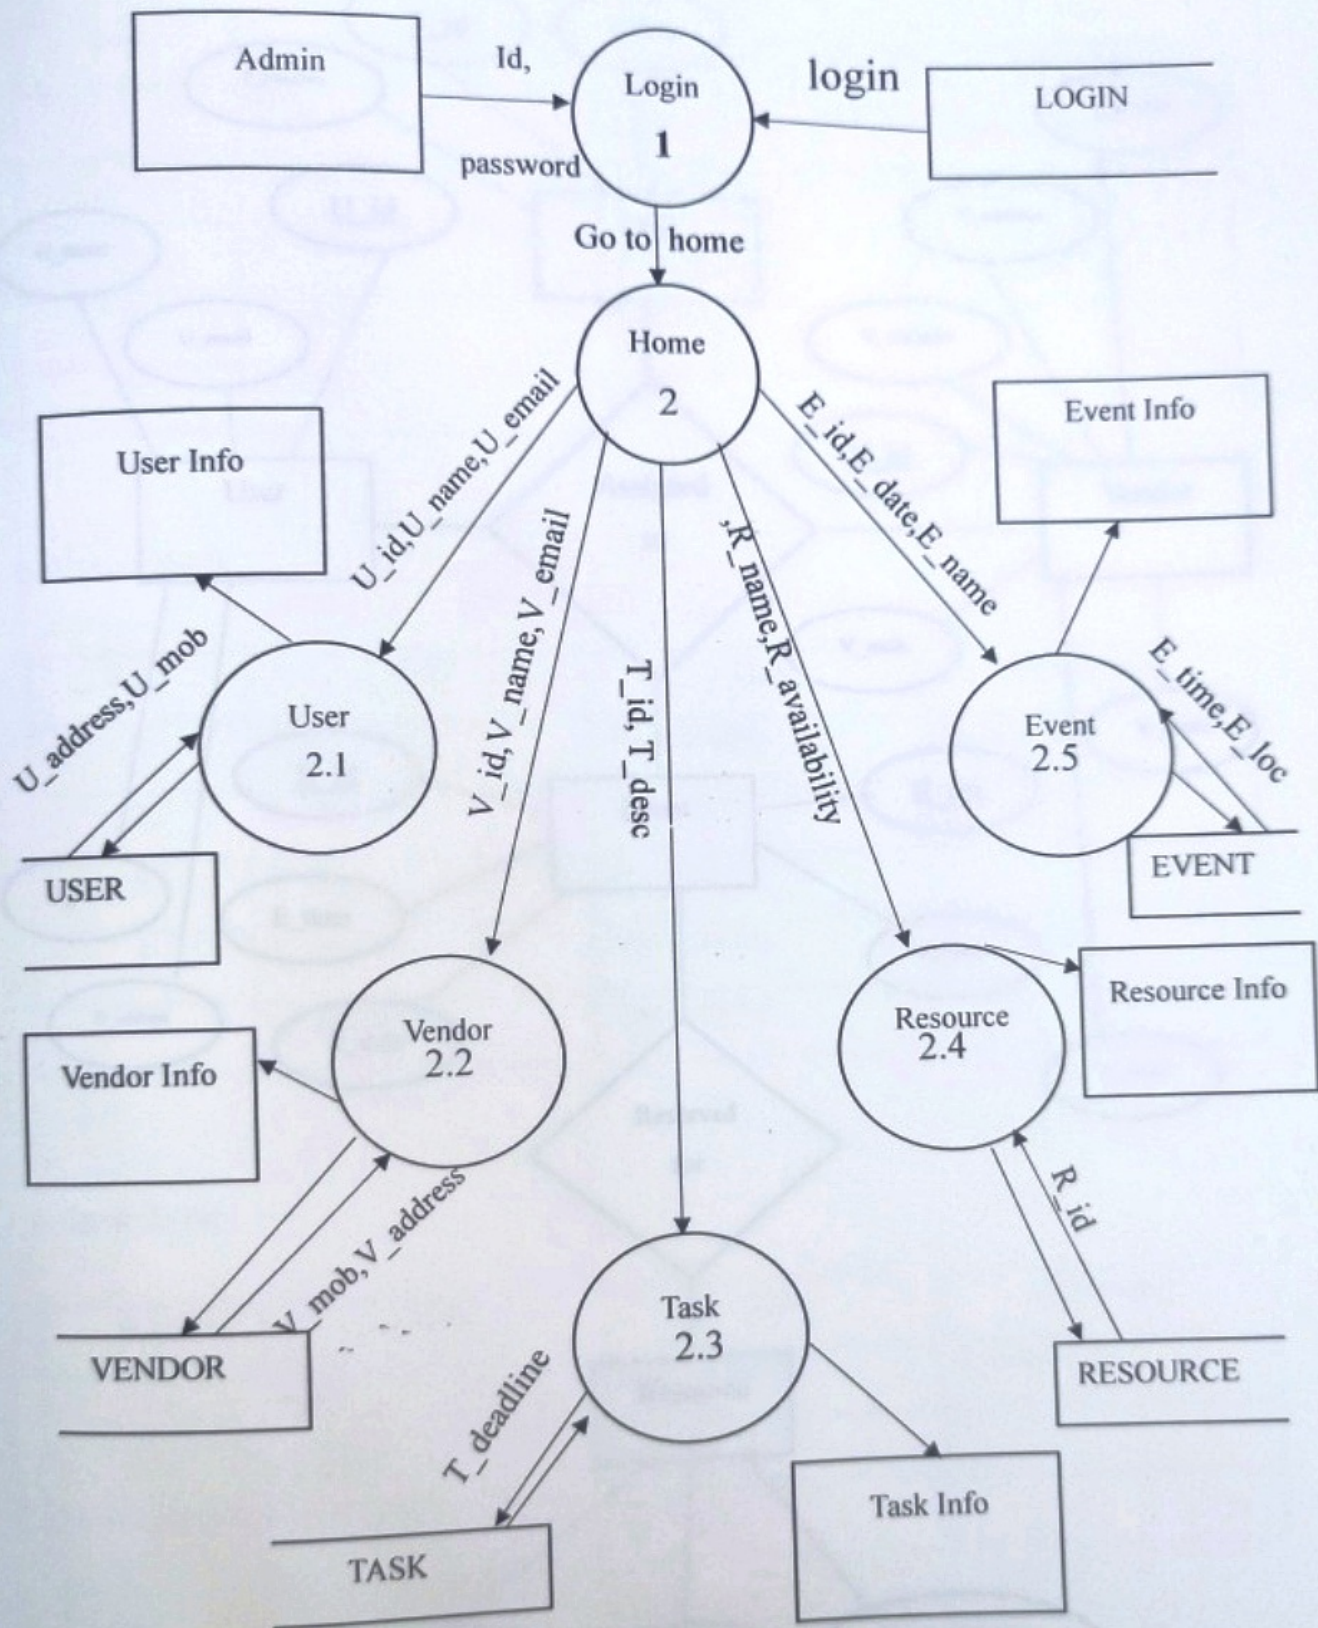 Admin
Id,
password
Login
1
login
LOGIN
Go to home
Home
2
U_id,U_name,U_email
V_id,V_name,V_email
T_id, T_desc
,R_name,R_availability
E_id,E_date,E_name
User Info
Event Info
U_address,U_mob
User
2.1
USER
Event
2.5
E_time,E_loc
EVENT
Vendor
2.2
Vendor Info
V_mob,V_address
VENDOR
Resource
2.4
Resource Info
R_id
RESOURCE
Task
2.3
T_deadline
TASK
Task Info